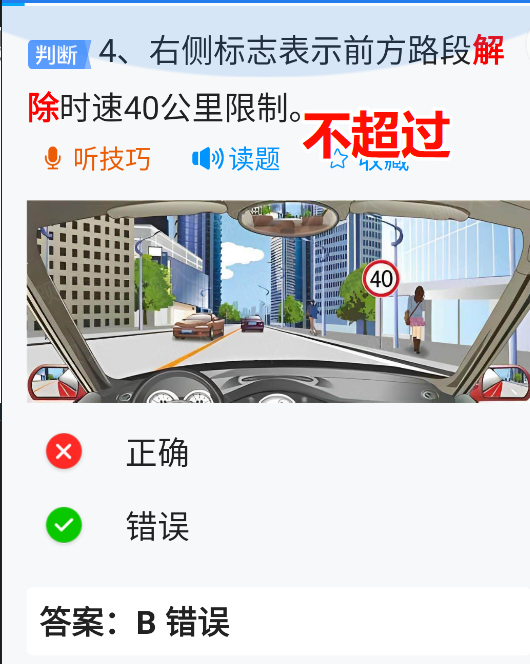 判断 4、右侧标志表示前方路段解
除时速40公里限制。
不超过
听技巧 读题 收藏
40
正确
错误
答案：B 错误